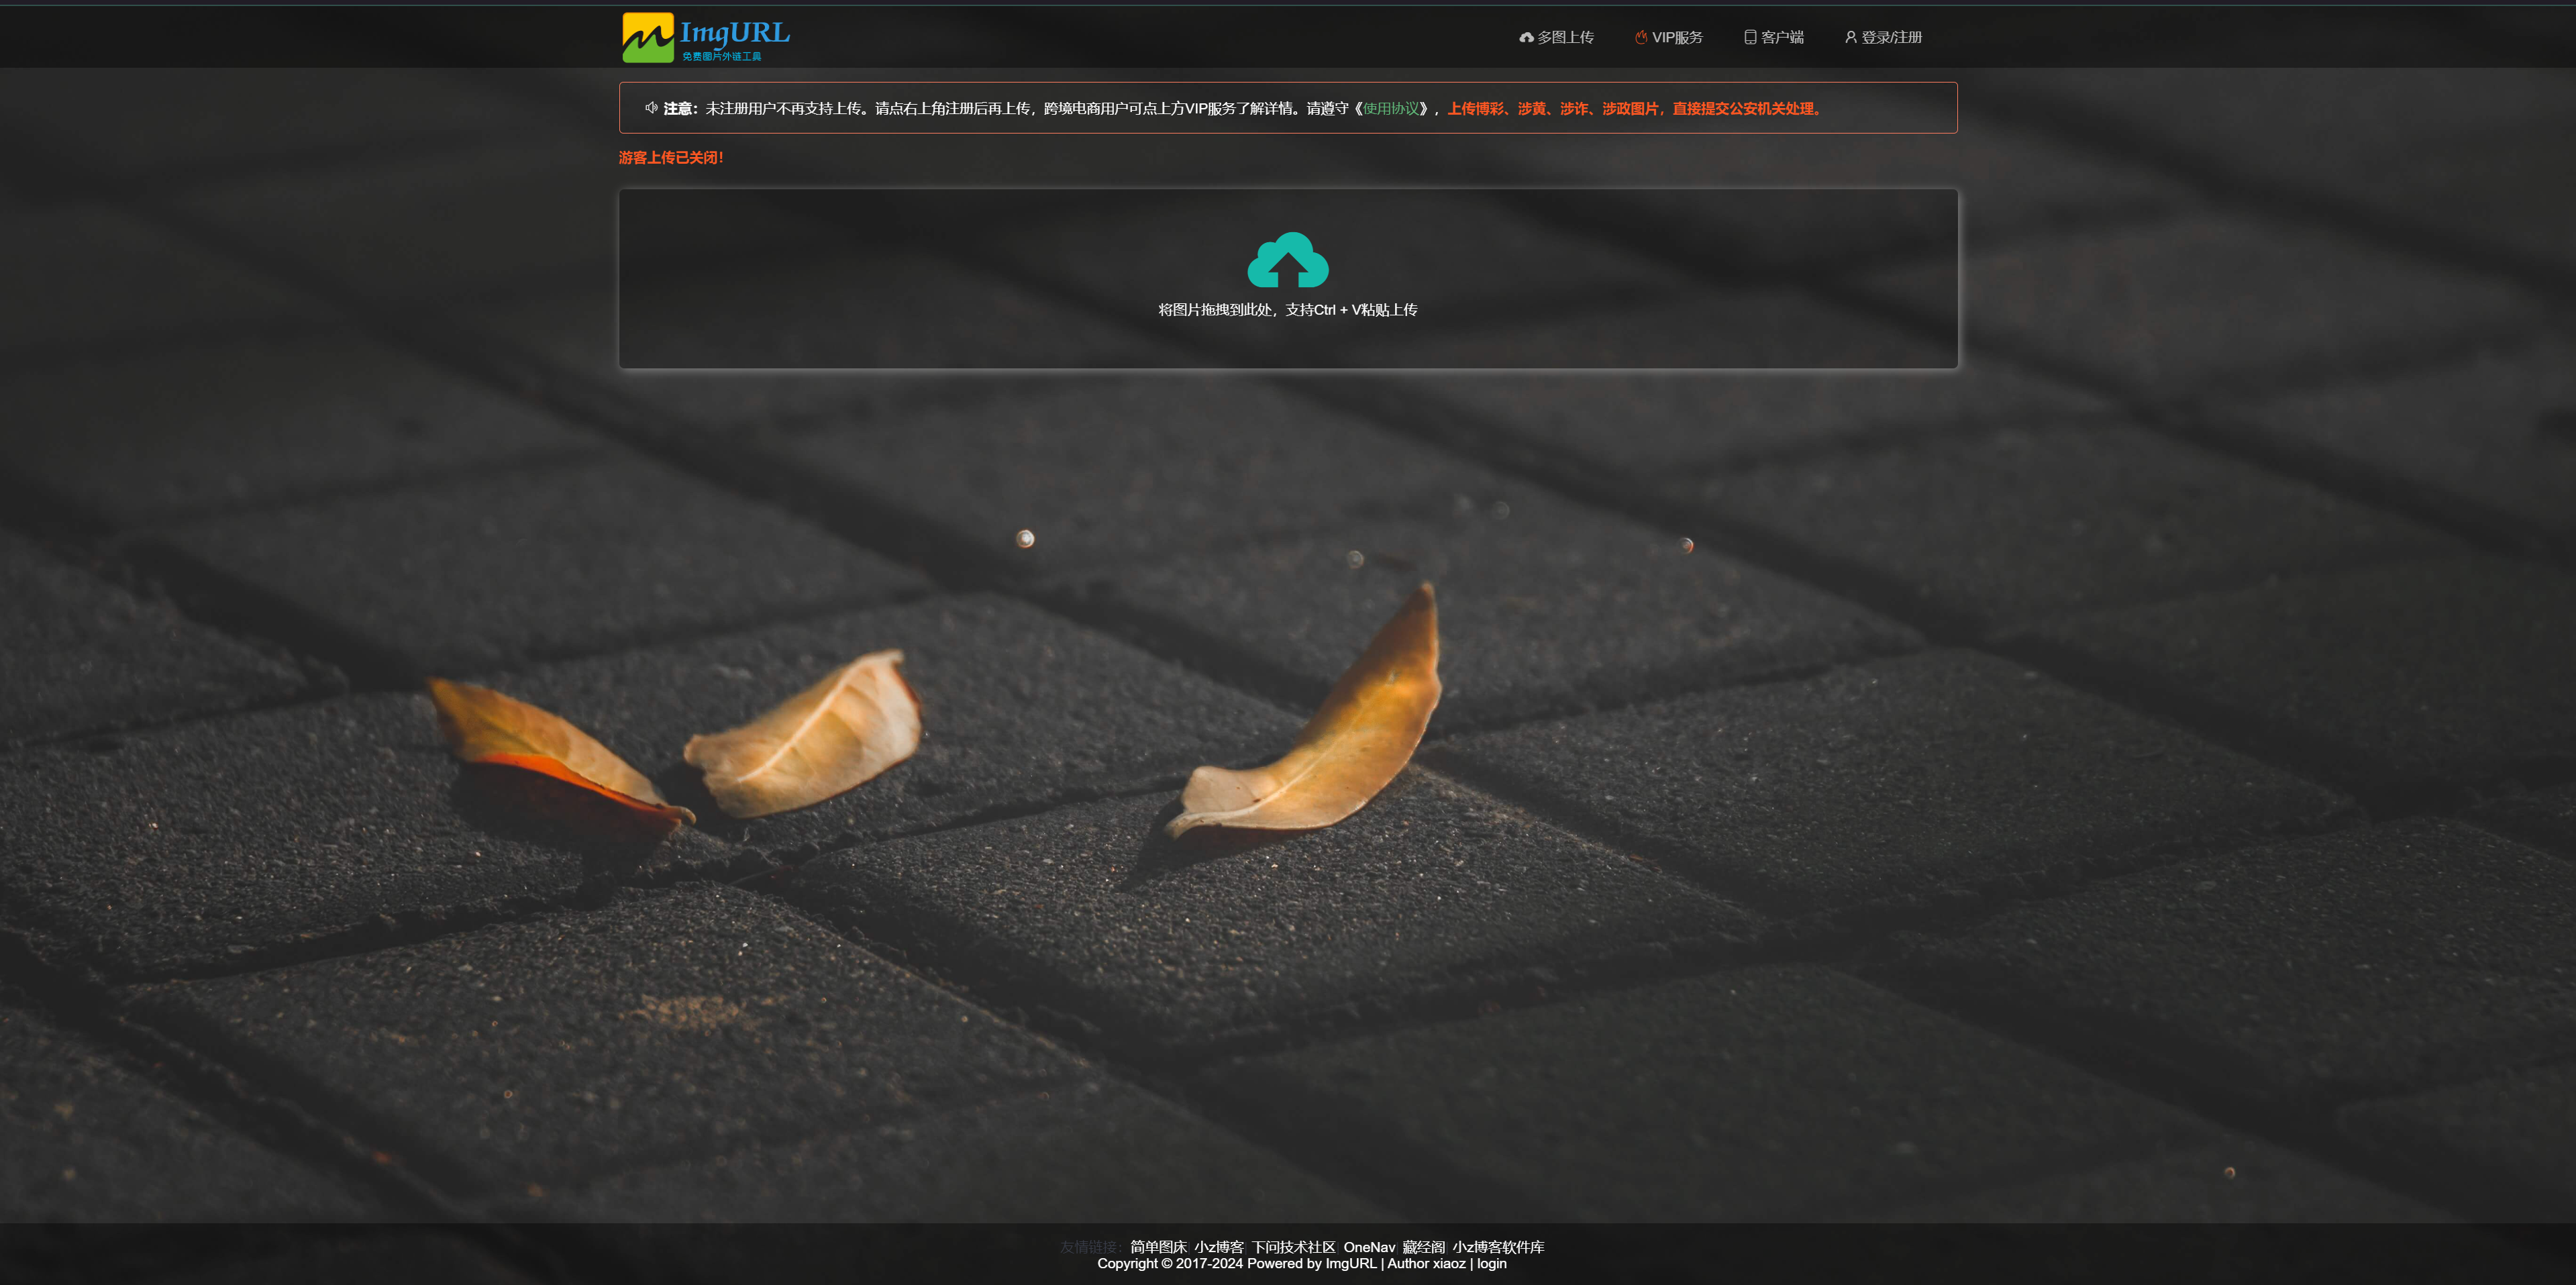 ImgURL
免费图片外链工具
多图上传 VIP服务 客户端 登录/注册
注意：未注册用户不再支持上传。请点右上角注册后再上传，跨境电商用户可点上方VIP服务了解详情。请遵守《使用协议》，上传博彩、涉黄、涉诈、涉政图片，直接提交公安机关处理。
游客上传已关闭！
将图片拖拽到此处，支持Ctrl + V粘贴上传
友情链接：简单图床| 小z博客| 下问技术社区| OneNav| 藏经阁| 小z博客软件库
Copyright © 2017-2024 Powered by ImgURL | Author xiaoz | login